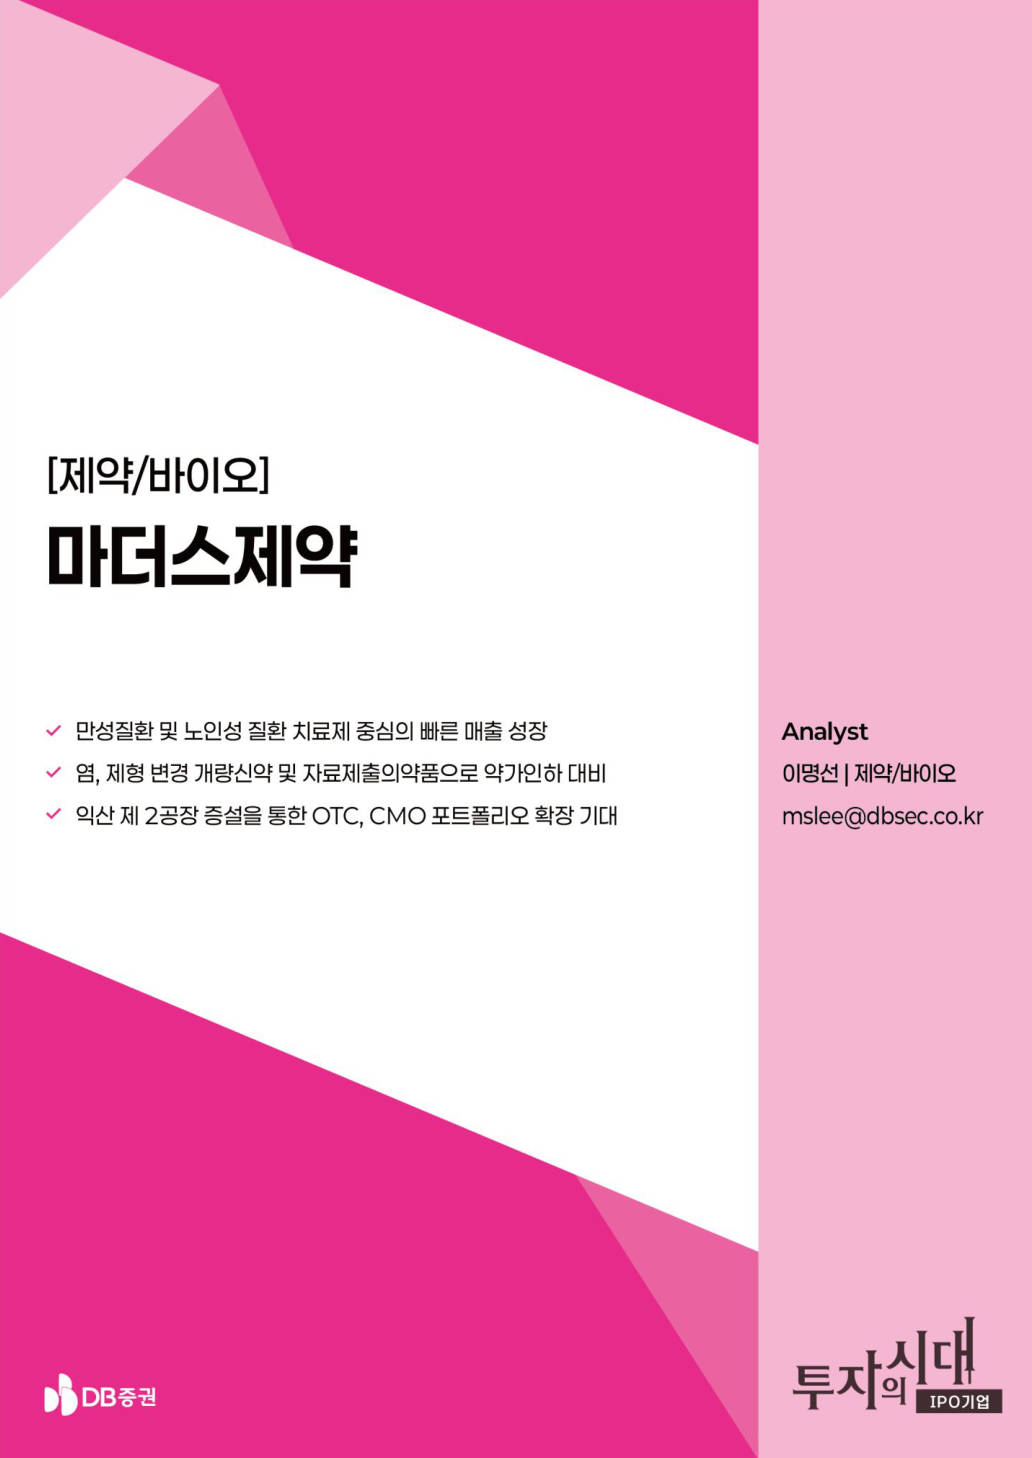 [제약/바이오]
마더스제약
만성질환 및 노인성 질환 치료제 중심의 빠른 매출 성장
염, 제형 변경 개량신약 및 자료제출의약품으로 약가인하 대비
익산 제 2공장 증설을 통한 OTC, CMO 포트폴리오 확장 기대
Analyst
이명선 | 제약/바이오
mslee@dbsec.co.kr
DB증권
투자의 시대
IPO기업